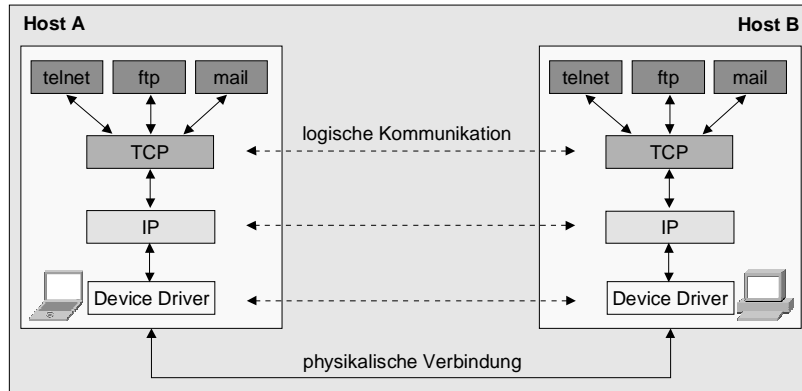 Host A
Host B
telnet
ftp
mail
telnet
ftp
mail
logische Kommunikation
TCP
TCP
IP
IP
Device Driver
Device Driver
physikalische Verbindung